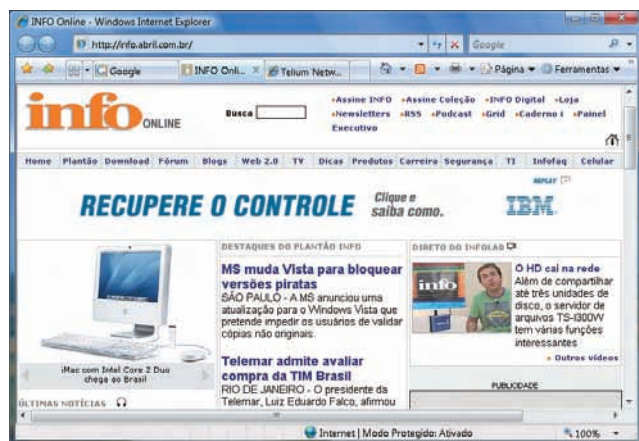 INFO Online - Windows Internet Explorer
http://info.abril.com.br/
Google
Google
INFO Onli...
Telium Netw...
Página
Ferramentas
info ONLINE
Busca
Assine INFO Assine Coleção INFO Digital Loja
Newsletters RSS Podcast Grid Caderno i Painel
Executivo
Home Plantão Download Fórum Blogs Web 2.0 TV Dicas Produtos Carreira Segurança TI Infofaq Celular
REPLAY
RECUPERE O CONTROLE
Clique e
saiba como.
IBM
DESTAQUES DO PLANTÃO INFO
MS muda Vista para bloquear
versões piratas
SÃO PAULO - A MS anunciou uma
atualização para o Windows Vista que
pretende impedir os usuários de validar
cópias não originais.
Telemar admite avaliar
compra da TIM Brasil
RIO DE JANEIRO - O presidente da
Telemar, Luiz Eduardo Falco, afirmou
DIRETO DO INFOLAB
info
O HD cai na rede
Além de compartilhar
até três unidades de
disco, o servidor de
arquivos TS-I300W
tem várias funções
interessantes
Outros vídeos
PUBLICIDADE
iMac com Intel Core 2 Duo
chega ao Brasil
ÚLTIMAS NOTÍCIAS
Internet | Modo Protegido: Ativado
100%